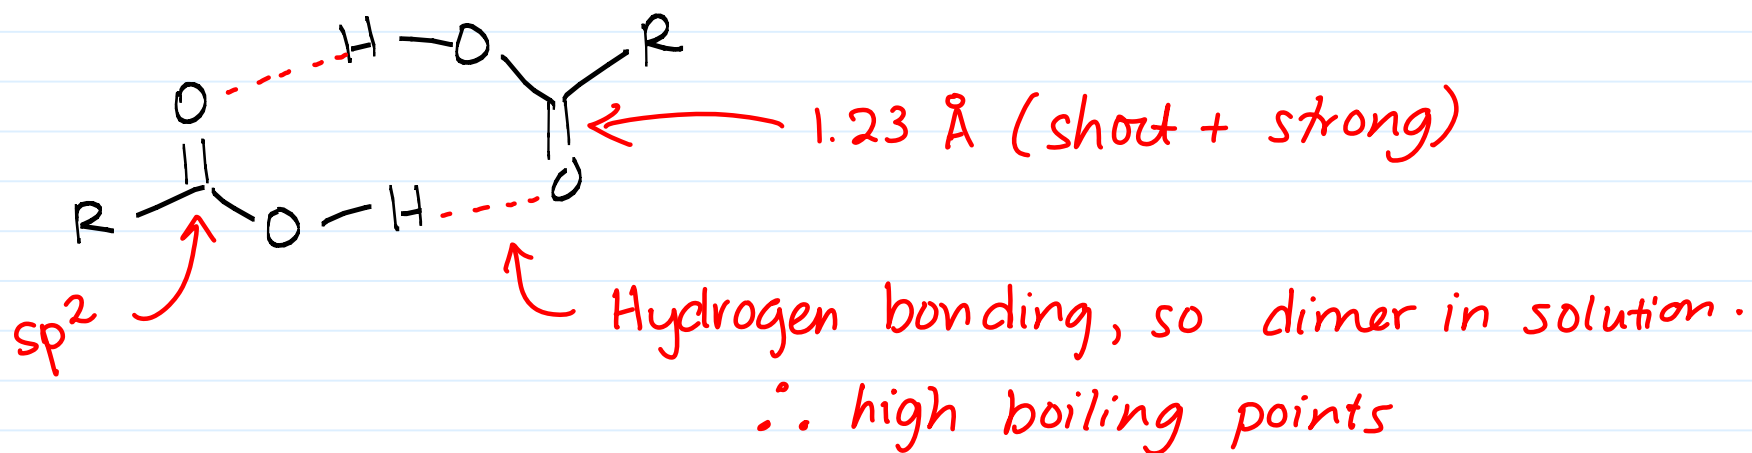 H O R
O
1.23 Å (short + strong)
O
R O H
sp²
Hydrogen bonding, so dimer in solution.
∴ high boiling points